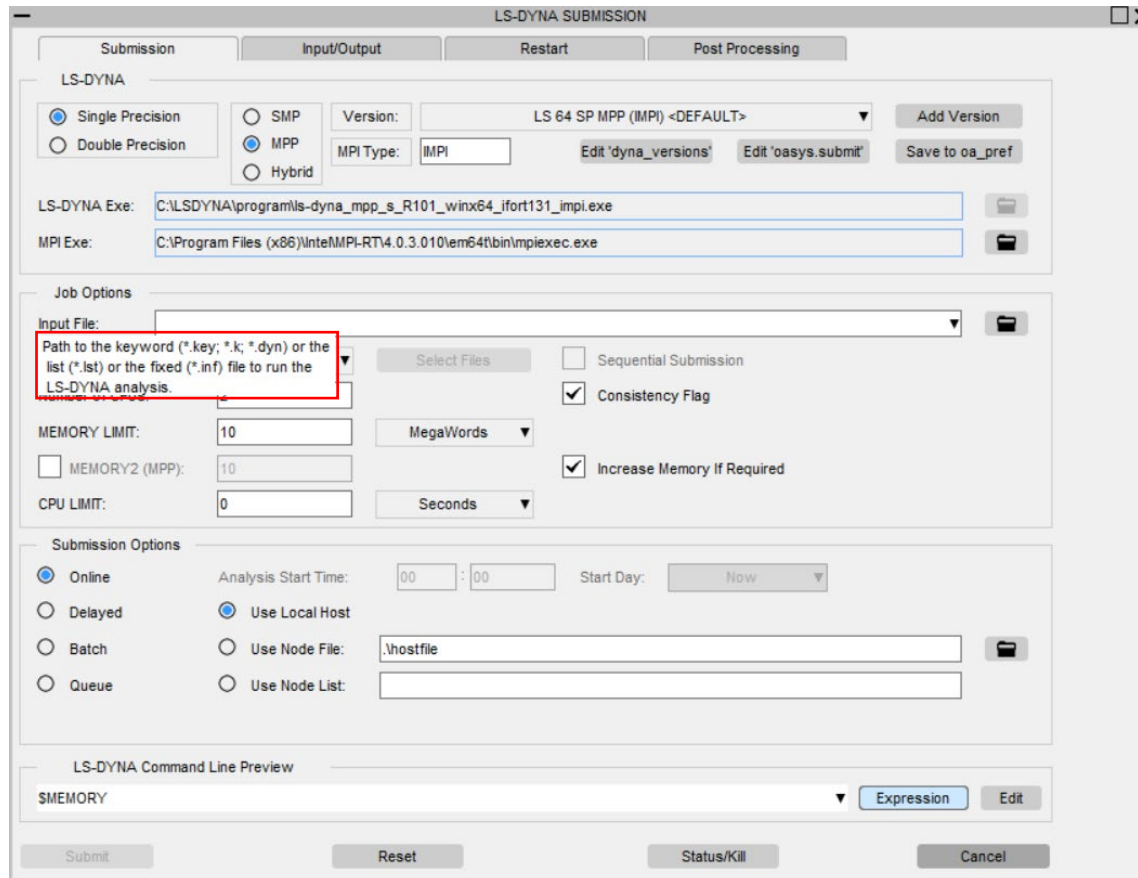 LS-DYNA SUBMISSION
Submission Input/Output Restart Post Processing
LS-DYNA
Single Precision SMP Version: LS 64 SP MPP (IMPI) <DEFAULT> Add Version
Double Precision MPP MPI Type: IMPI Edit 'dyna_versions' Edit 'oasys.submit' Save to oa_pref
Hybrid
LS-DYNA Exe: C:\LSDYNA\program\ls-dyna_mpp_s_R101_winx64_ifort131_impi.exe
MPI Exe: C:\Program Files (x86)\Intel\MPI-RT\4.0.3.010\em64t\bin\mpiexec.exe
Job Options
Input File:
Path to the keyword (*.key; *.k; *.dyn) or the
list (*.lst) or the fixed (*.inf) file to run the
LS-DYNA analysis.
Select Files Sequential Submission
Consistency Flag
MEMORY LIMIT: 10 MegaWords
MEMORY2 (MPP): 10 Increase Memory If Required
CPU LIMIT: 0 Seconds
Submission Options
Online Analysis Start Time: 00 : 00 Start Day: Now
Delayed Use Local Host
Batch Use Node File: .\hostfile
Queue Use Node List:
LS-DYNA Command Line Preview
$MEMORY Expression Edit
Submit Reset Status/Kill Cancel